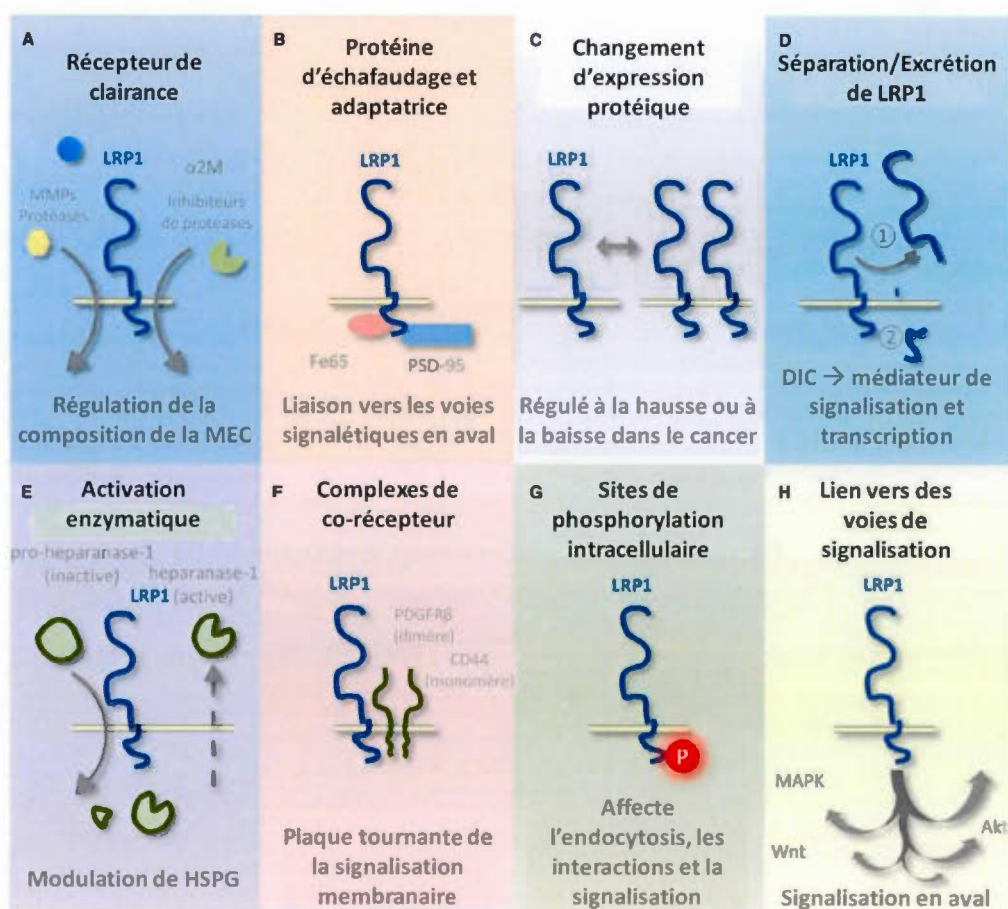 A
Récepteur de
clairance
LRP1
α2M
MMPs
Protéases
Inhibiteurs
de protéases
Régulation de la
composition de la MEC
B
Protéine
d'échafaudage et
adaptatrice
LRP1
Fe65
PSD-95
Liaison vers les voies
signalétiques en aval
C
Changement
d'expression
protéique
LRP1
Régulé à la hausse ou à
la baisse dans le cancer
D
Séparation/Excrétion
de LRP1
LRP1
1
2
DIC → médiateur de
signalisation et
transcription
E
Activation
enzymatique
pro-heparanase-1
(inactive)
heparanase-1
(active)
LRP1
Modulation de HSPG
F
Complexes de
co-récepteur
LRP1
PDGFRβ
(dimère)
CD44
(monomère)
Plaque tournante de
la signalisation
membranaire
G
Sites de
phosphorylation
intracellulaire
LRP1
P
Affecte
l'endocytosis, les
interactions et la
signalisation
H
Lien vers des
voies de
signalisation
LRP1
MAPK
Akt
Wnt
Signalisation en aval